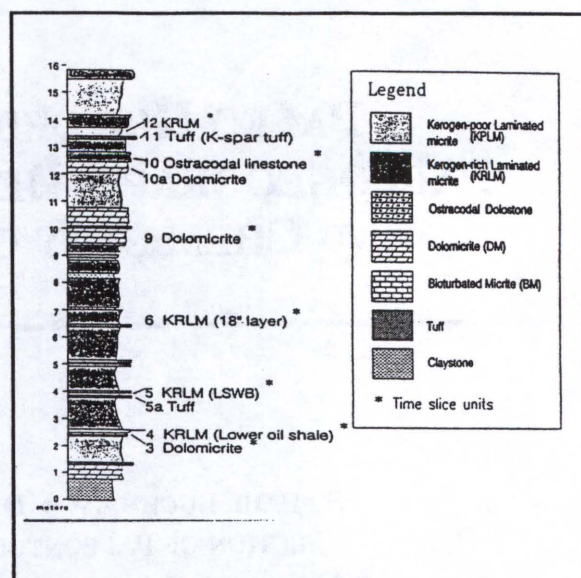 16
15
14
13
12
11
10
9
8
7
6
5
4
3
2
1
0
meters
12 KRLM *
11 Tuff (K-spar tuff)
10 Ostracodal linestone *
10a Dolomicrite
9 Dolomicrite *
6 KRLM (18" layer) *
5 KRLM (LSWB) *
5a Tuff
4 KRLM (Lower oil shale) *
3 Dolomicrite *
Legend
Kerogen-poor Laminated
micrite (KPLM)
Kerogen-rich Laminated
micrite (KRLM)
Ostracodal Dolostone
Dolomicrite (DM)
Bioturbated Micrite (BM)
Tuff
Claystone
* Time slice units